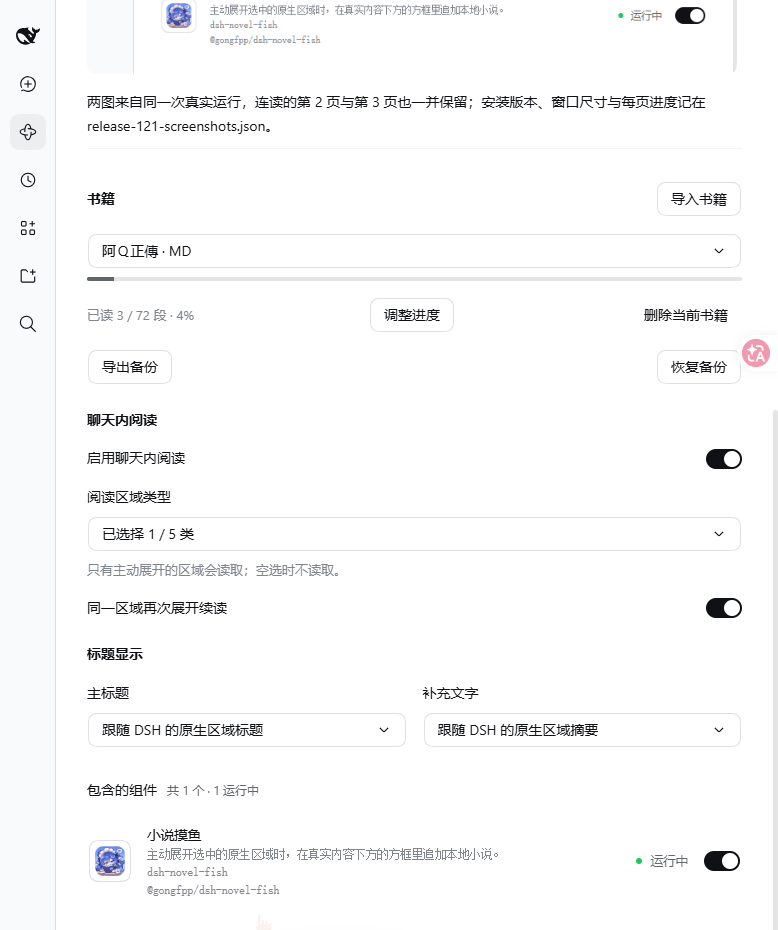 主动展开选中的原生区域时，在真实内容下方的方框里追加本地小说。
dsh-novel-fish
@gongfpp/dsh-novel-fish
运行中
两图来自同一次真实运行，连读的第 2 页与第 3 页也一并保留；安装版本、窗口尺寸与每页进度记在
release-121-screenshots.json。
书籍
导入书籍
阿Ｑ正傳 · MD
已读 3 / 72 段 · 4%
调整进度
删除当前书籍
导出备份
恢复备份
聊天内阅读
启用聊天内阅读
阅读区域类型
已选择 1 / 5 类
只有主动展开的区域会读取；空选时不读取。
同一区域再次展开续读
标题显示
主标题
补充文字
跟随 DSH 的原生区域标题
跟随 DSH 的原生区域摘要
包含的组件 共 1 个 · 1 运行中
小说摸鱼
主动展开选中的原生区域时，在真实内容下方的方框里追加本地小说。
dsh-novel-fish
@gongfpp/dsh-novel-fish
运行中